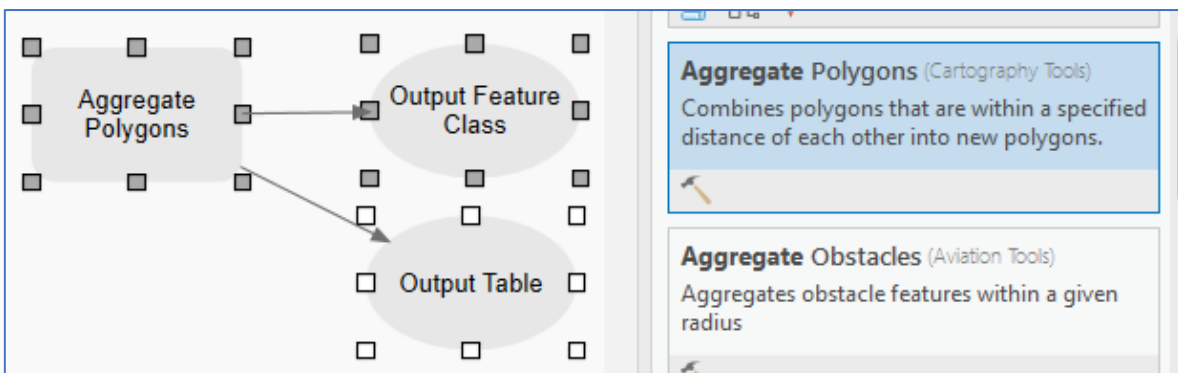 Aggregate
Polygons
Output Feature
Class
Output Table
Aggregate Polygons (Cartography Tools)
Combines polygons that are within a specified
distance of each other into new polygons.
Aggregate Obstacles (Aviation Tools)
Aggregates obstacle features within a given
radius